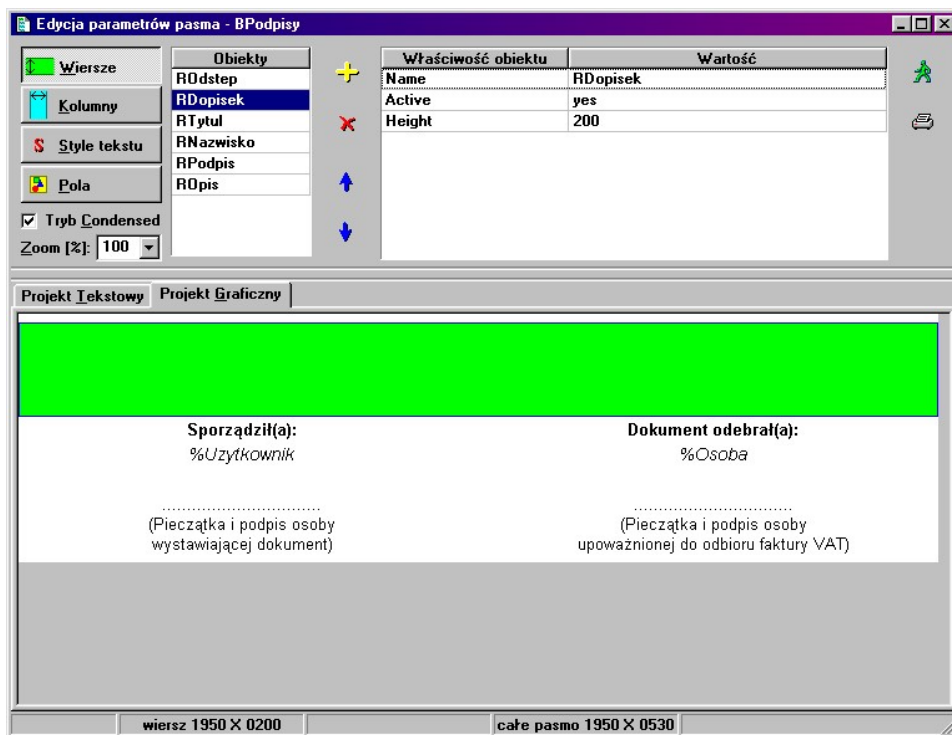 Edycja parametrów pasma - BPodpisy
Wiersze
Kolumny
S Style tekstu
Pola
Tryb Condensed
Zoom [%]: 100
Obiekty
ROdstep
RDopisek
RTytul
RNazwisko
RPodpis
ROpis
Właściwość obiektu Wartość
Name RDopisek
Active yes
Height 200
Projekt Tekstowy Projekt Graficzny
Sporządził(a): Dokument odebrał(a):
%Uzytkownik %Osoba
................................ ................................
(Pieczątka i podpis osoby (Pieczątka i podpis osoby
wystawiającej dokument) upoważnionej do odbioru faktury VAT)
wiersz 1950 X 0200 całe pasmo 1950 X 0530